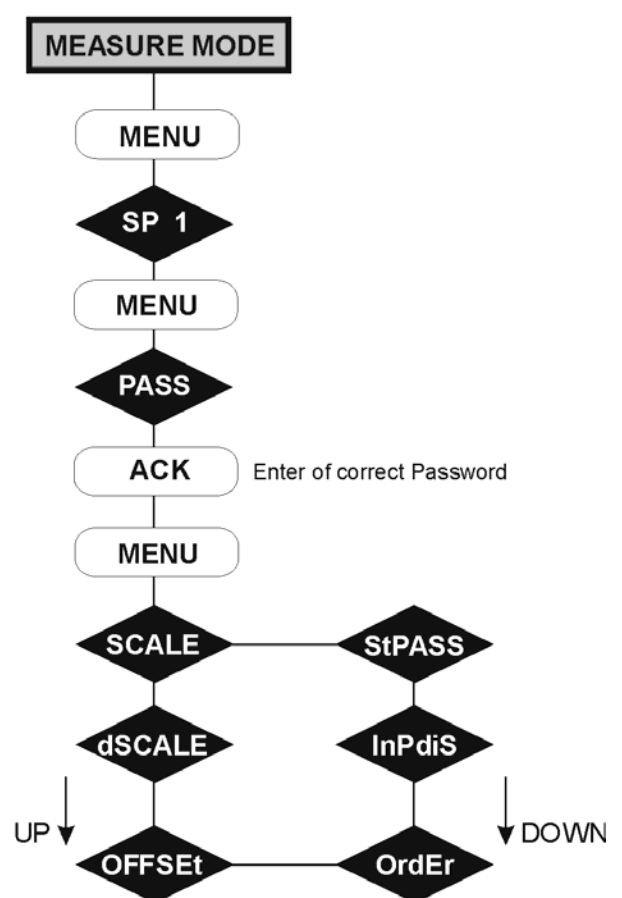 MEASURE MODE
MENU
SP 1
MENU
PASS
ACK Enter of correct Password
MENU
SCALE StPASS
dSCALE InPdiS
UP DOWN
OFFSEt OrdEr